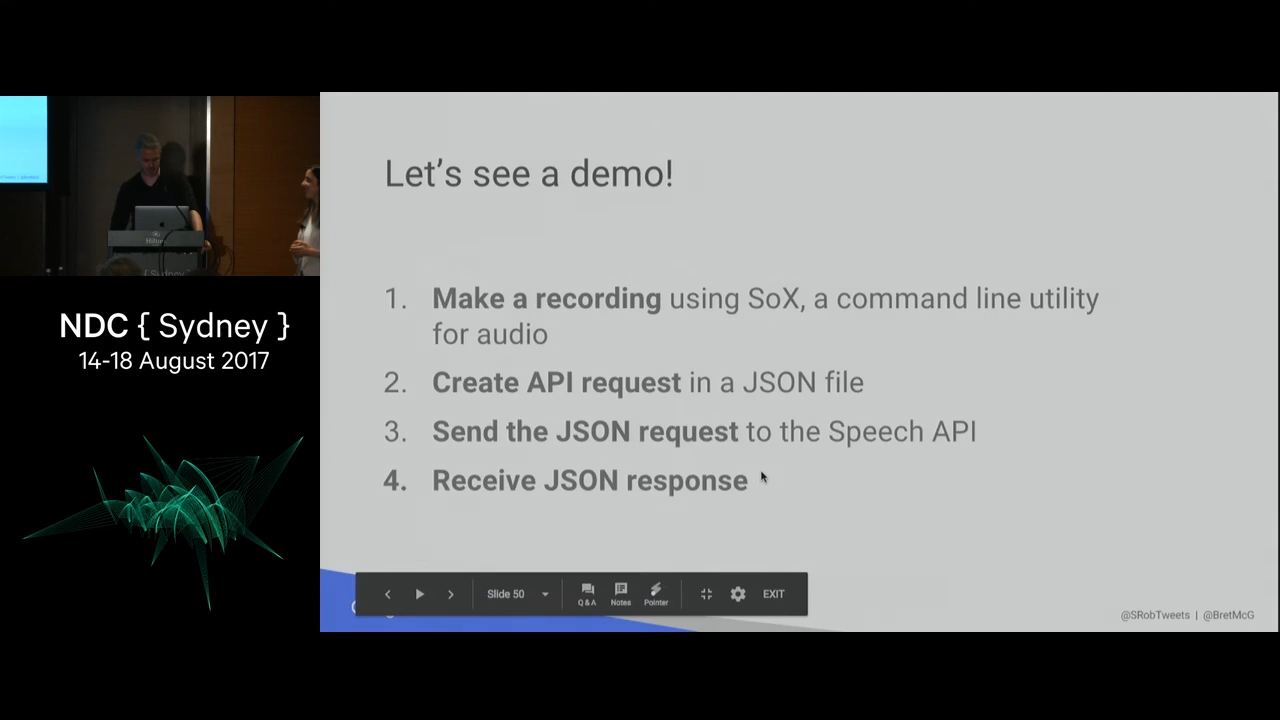 Hilton
{ Sydney }
NDC { Sydney }
14-18 August 2017
Let's see a demo!
1. Make a recording using SoX, a command line utility
for audio
2. Create API request in a JSON file
3. Send the JSON request to the Speech API
4. Receive JSON response
Slide 50
Q & A
Notes
Pointer
EXIT
@SRobTweets | @BretMcG